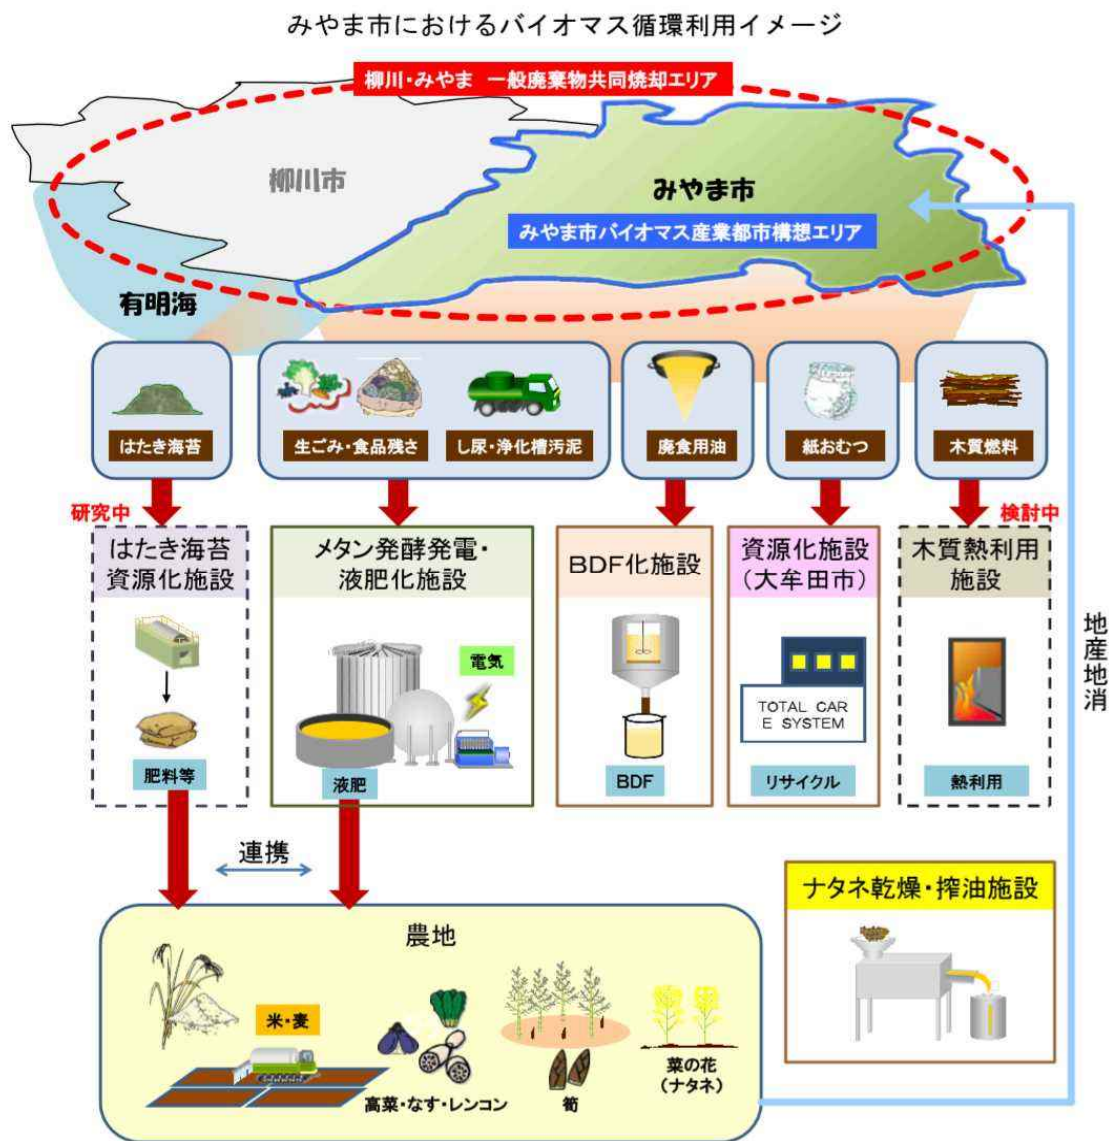 みやま市におけるバイオマス循環利用イメージ
柳川・みやま 一般廃棄物共同焼却エリア
柳川市
みやま市
みやま市バイオマス産業都市構想エリア
有明海
はたき海苔
生ごみ・食品残さ
し尿・浄化槽汚泥
廃食用油
紙おむつ
木質燃料
研究中
検討中
はたき海苔
資源化施設
メタン発酵発電・
液肥化施設
BDF化施設
資源化施設
(大牟田市)
木質熱利用
施設
電気
TOTAL CAR
E SYSTEM
肥料等
液肥
BDF
リサイクル
熱利用
地産地消
連携
ナタネ乾燥・搾油施設
農地
米・麦
高菜・なす・レンコン
筍
菜の花
(ナタネ)